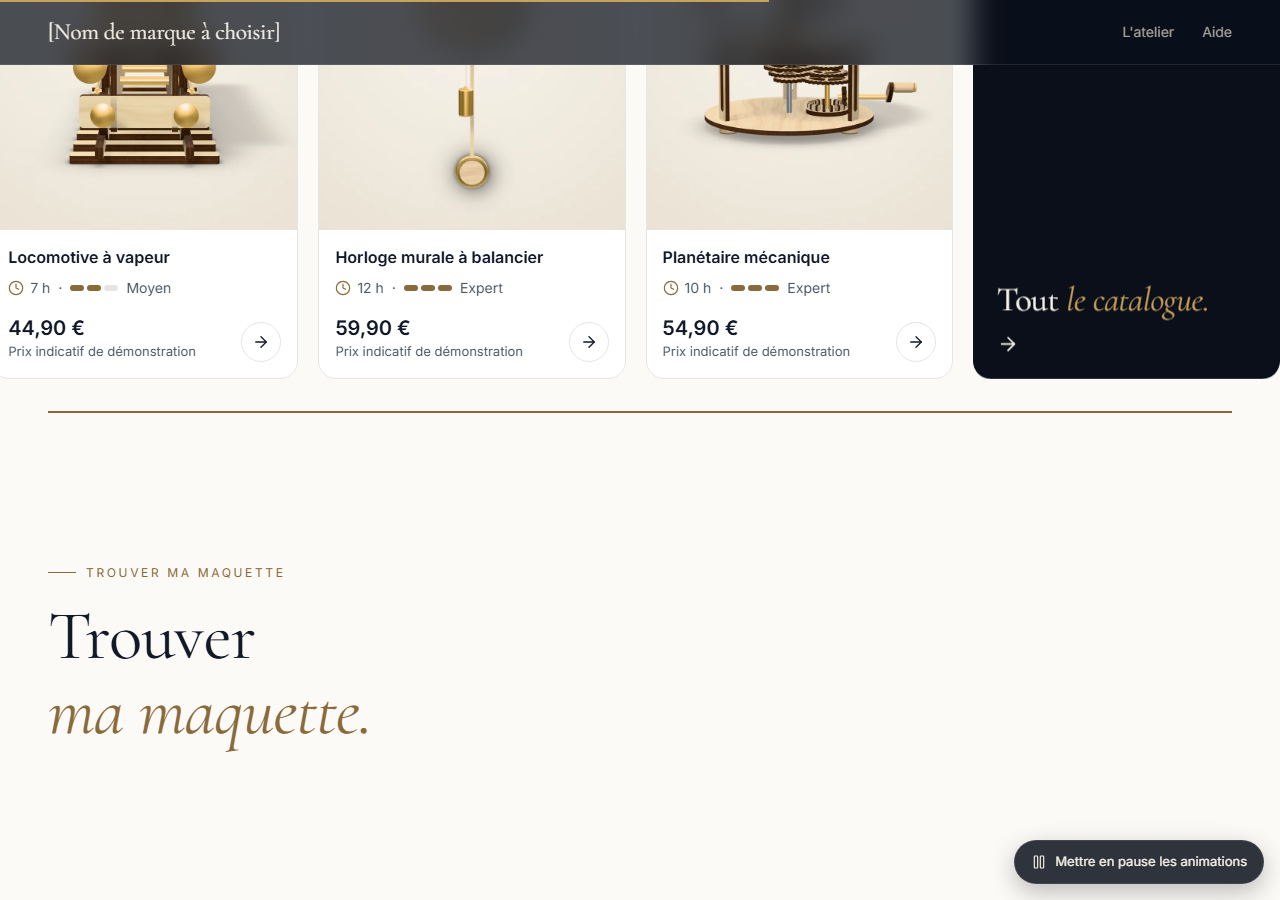 [Nom de marque à choisir]
L'atelier
Aide
Locomotive à vapeur
7 h · Moyen
44,90 €
Prix indicatif de démonstration
Horloge murale à balancier
12 h · Expert
59,90 €
Prix indicatif de démonstration
Planétaire mécanique
10 h · Expert
54,90 €
Prix indicatif de démonstration
Tout le catalogue.
TROUVER MA MAQUETTE
Trouver
ma maquette.
Mettre en pause les animations